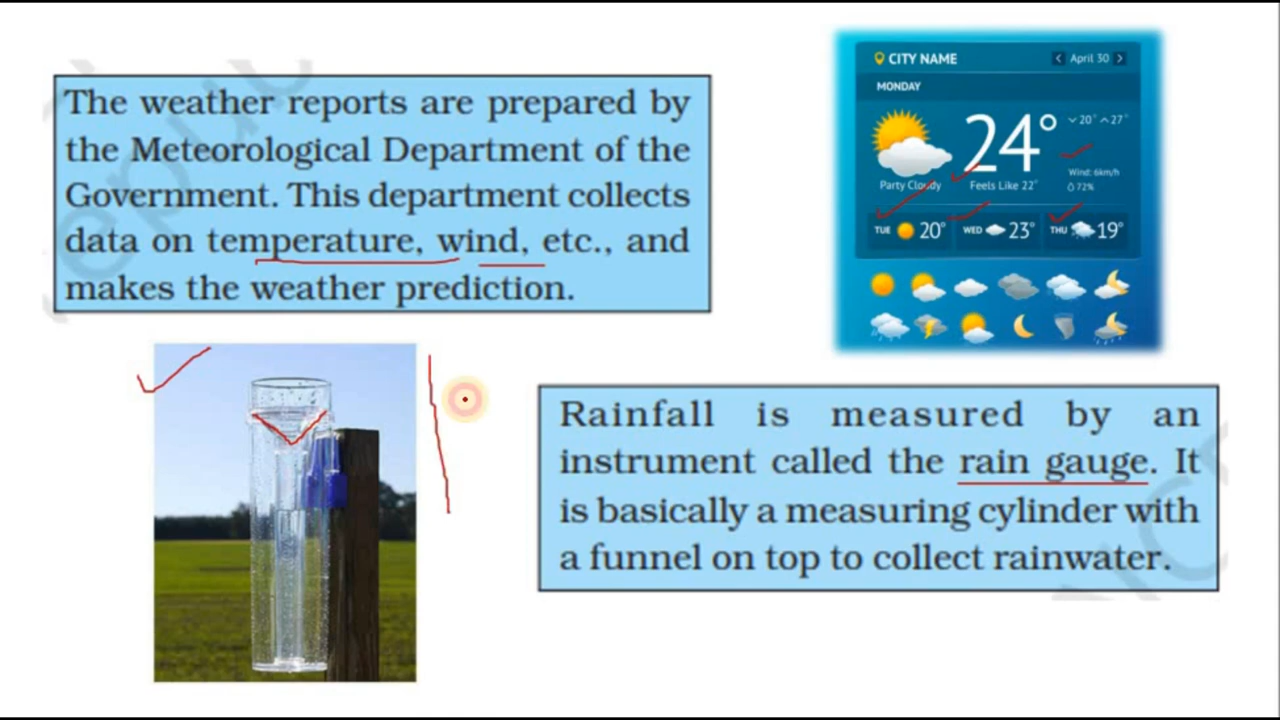 The weather reports are prepared by
the Meteorological Department of the
Government. This department collects
data on temperature, wind, etc., and
makes the weather prediction.
CITY NAME
April 30
MONDAY
24°
20° 27°
Party Cloudy
Feels Like 22°
Wind: 6km/h
72%
TUE 20° WED 23° THU 19°
Rainfall is measured by an
instrument called the rain gauge. It
is basically a measuring cylinder with
a funnel on top to collect rainwater.